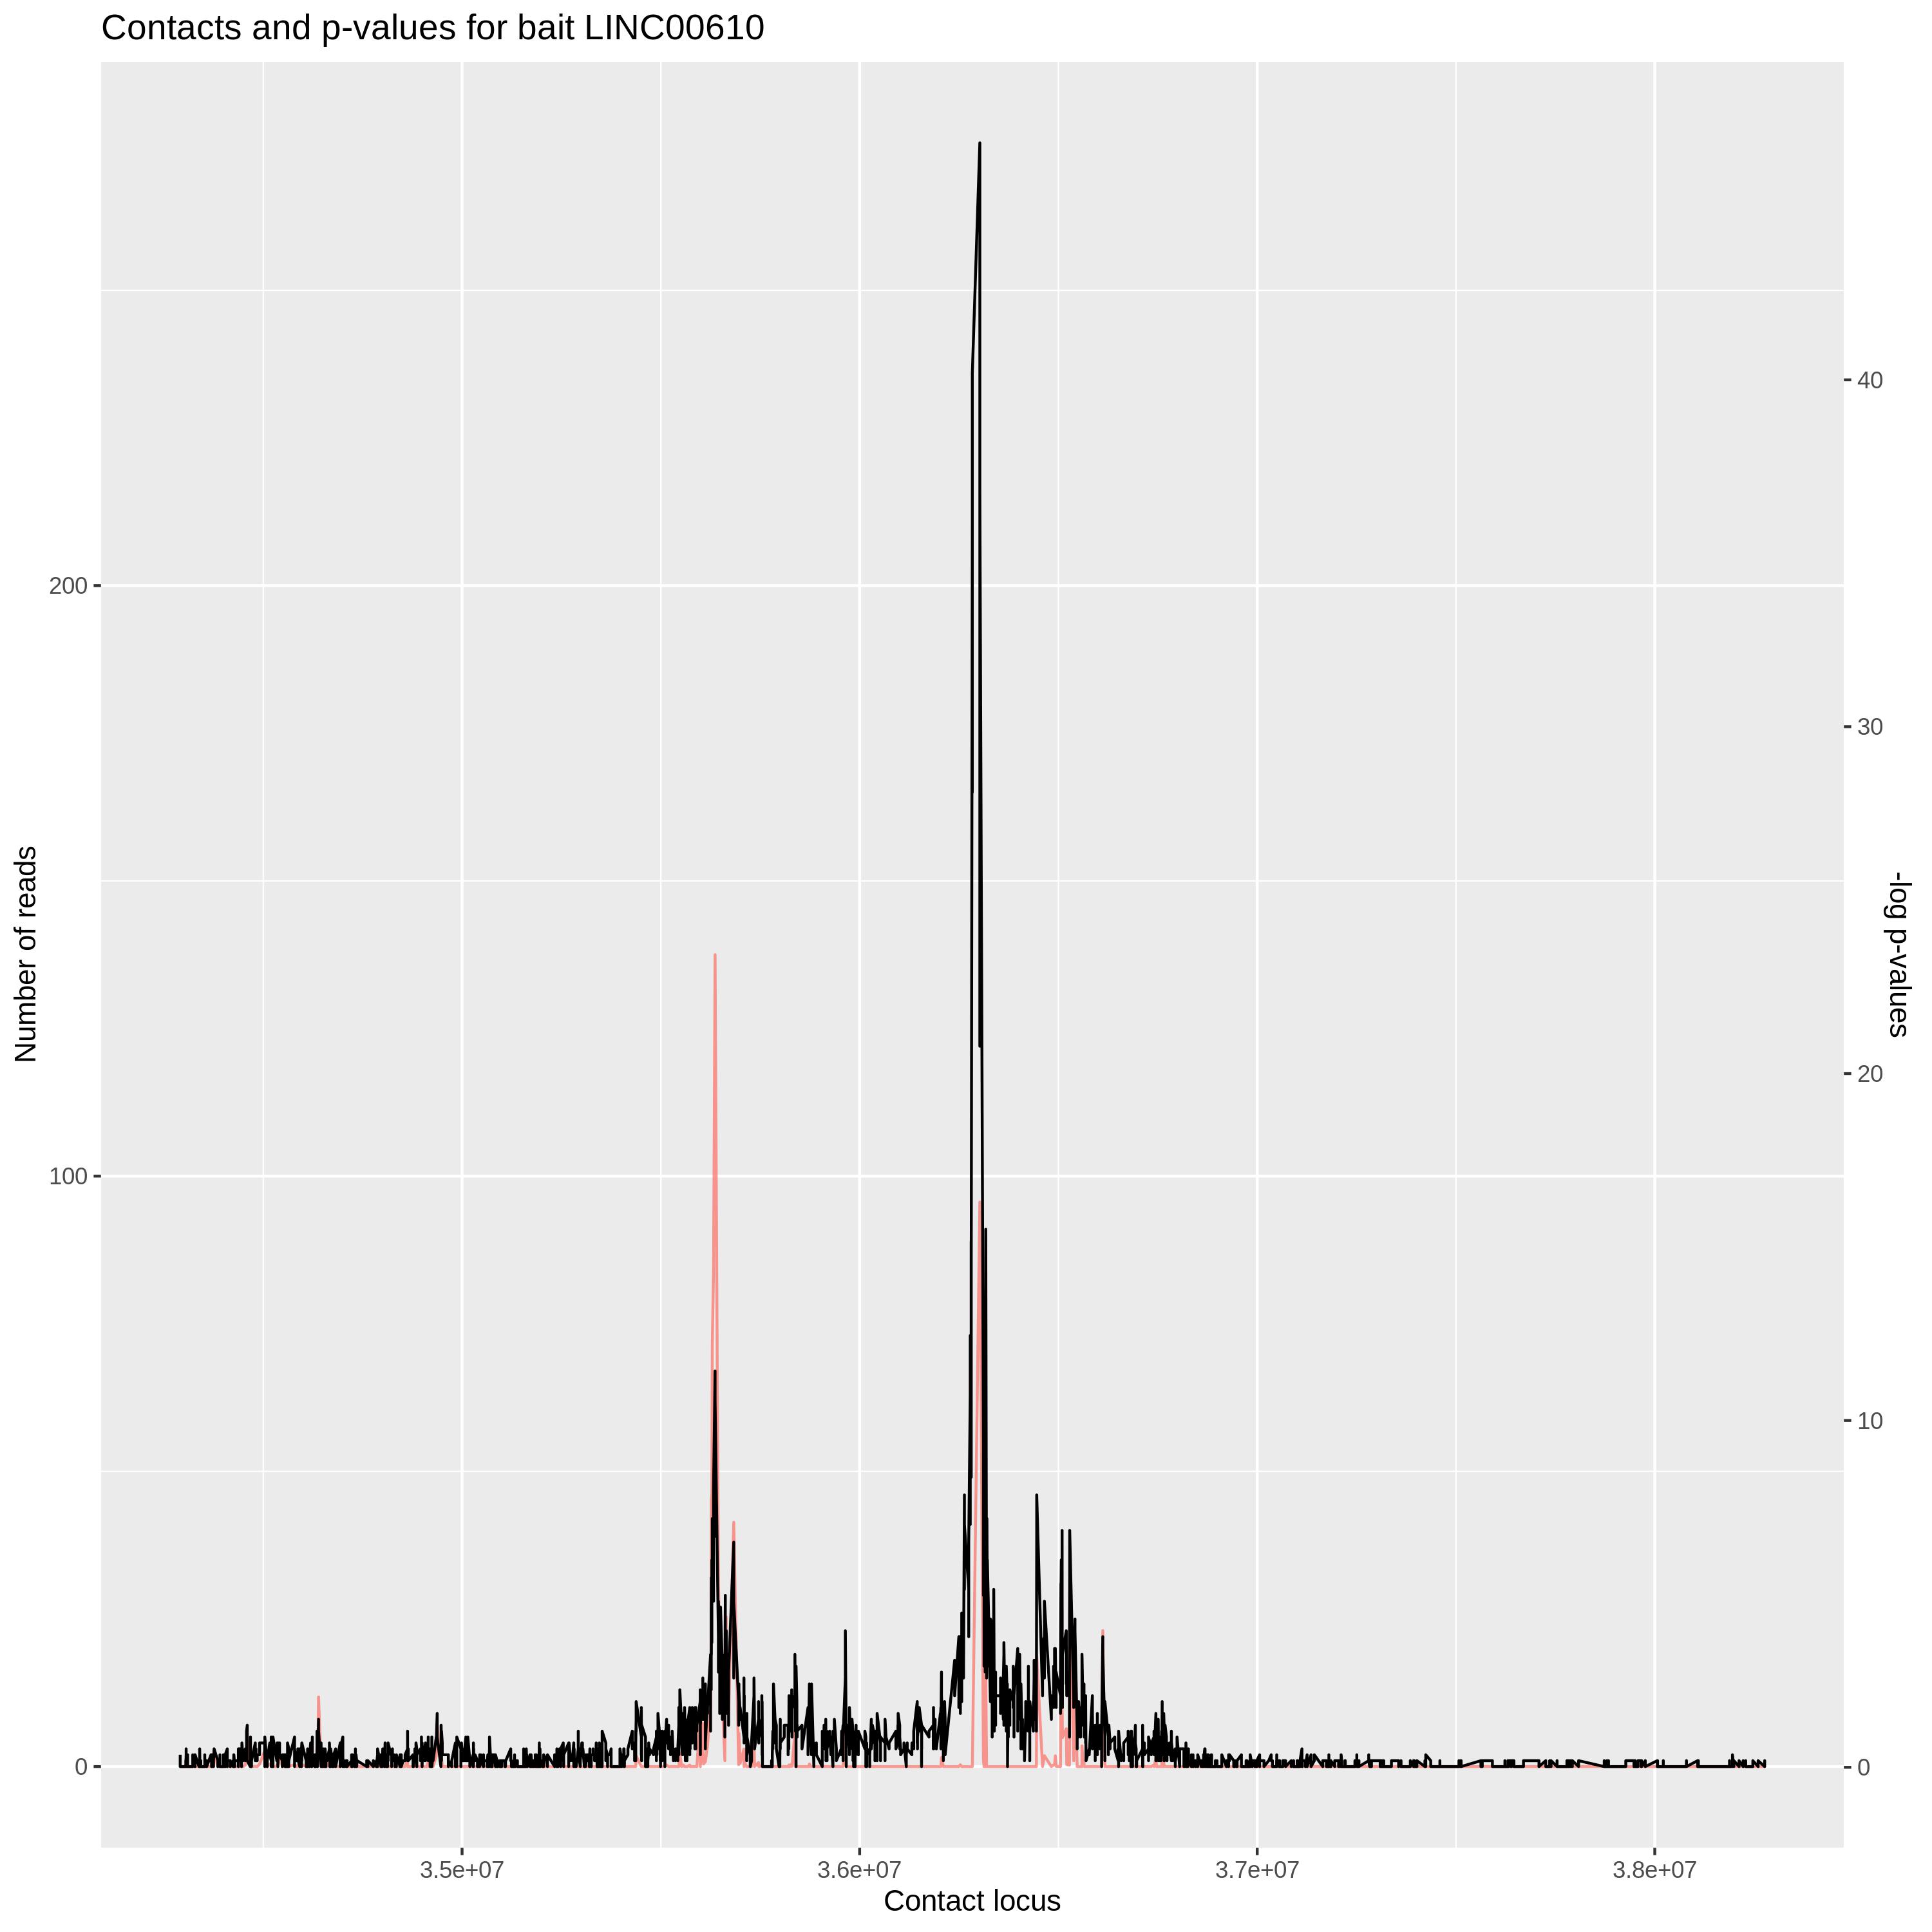 Contacts and p-values for bait LINC00610
Number of reads
200
100
0
40
30
20
10
0
-log p-values
3.5e+07 3.6e+07 3.7e+07 3.8e+07
Contact locus